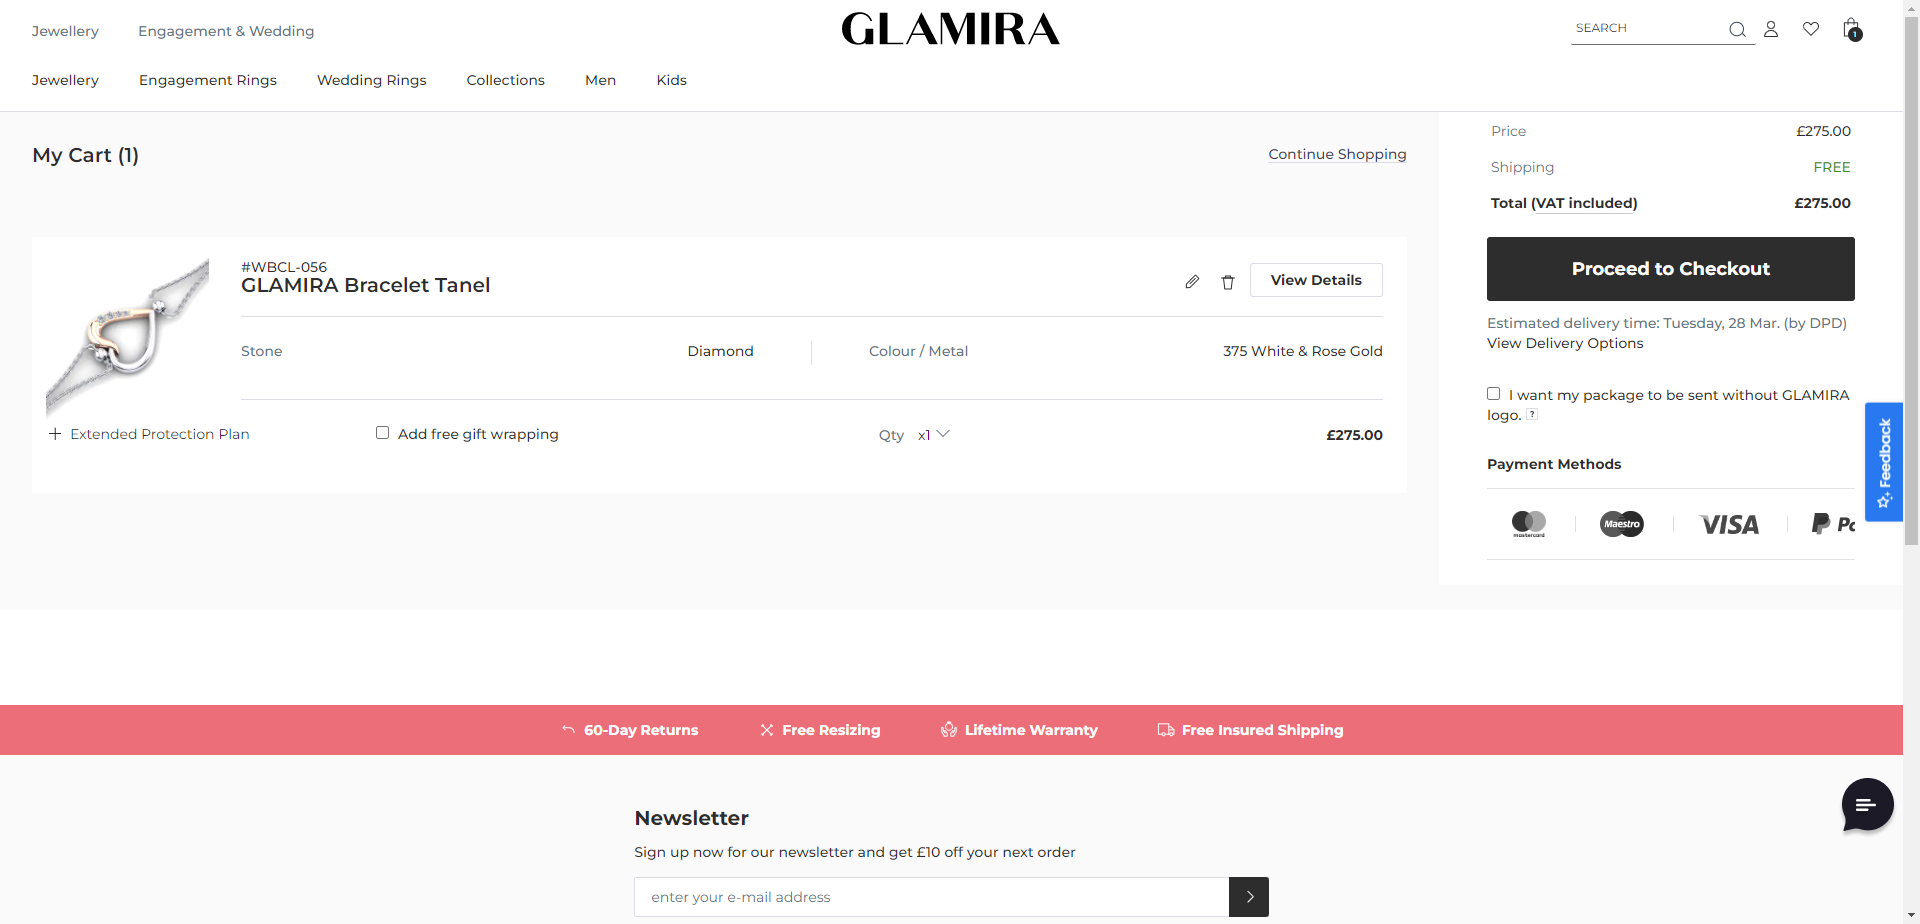 Jewellery
Engagement & Wedding
GLAMIRA
SEARCH
1
Jewellery
Engagement Rings
Wedding Rings
Collections
Men
Kids
My Cart (1)
Continue Shopping
#WBCL-056
GLAMIRA Bracelet Tanel
View Details
Stone
Diamond
Colour / Metal
375 White & Rose Gold
Extended Protection Plan
Add free gift wrapping
Qty x1
£275.00
Price £275.00
Shipping FREE
Total (VAT included) £275.00
Proceed to Checkout
Estimated delivery time: Tuesday, 28 Mar. (by DPD)
View Delivery Options
I want my package to be sent without GLAMIRA
logo. ?
Payment Methods
mastercard
Maestro
VISA
Feedback
60-Day Returns
Free Resizing
Lifetime Warranty
Free Insured Shipping
Newsletter
Sign up now for our newsletter and get £10 off your next order
enter your e-mail address